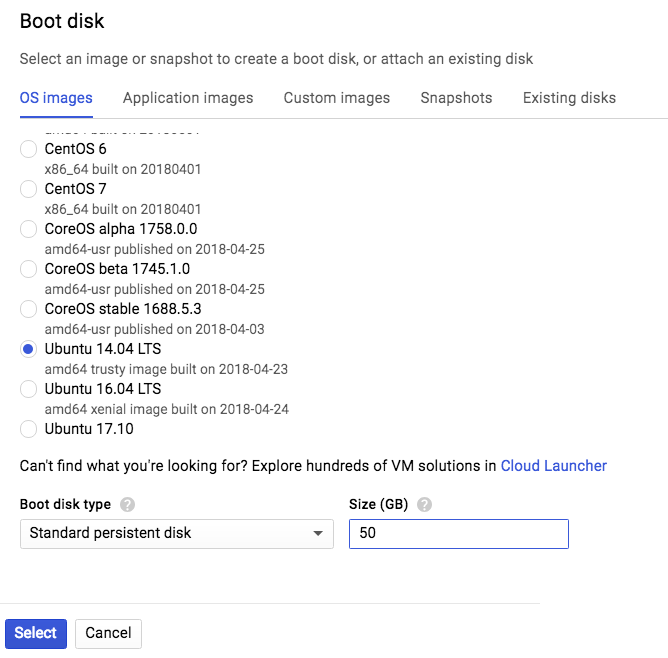 Boot disk
Select an image or snapshot to create a boot disk, or attach an existing disk
OS images Application images Custom images Snapshots Existing disks
CentOS 6
x86_64 built on 20180401
CentOS 7
x86_64 built on 20180401
CoreOS alpha 1758.0.0
amd64-usr published on 2018-04-25
CoreOS beta 1745.1.0
amd64-usr published on 2018-04-25
CoreOS stable 1688.5.3
amd64-usr published on 2018-04-03
Ubuntu 14.04 LTS
amd64 trusty image built on 2018-04-23
Ubuntu 16.04 LTS
amd64 xenial image built on 2018-04-24
Ubuntu 17.10
Can't find what you're looking for? Explore hundreds of VM solutions in Cloud Launcher
Boot disk type ? Size (GB) ?
Standard persistent disk 50
Select Cancel